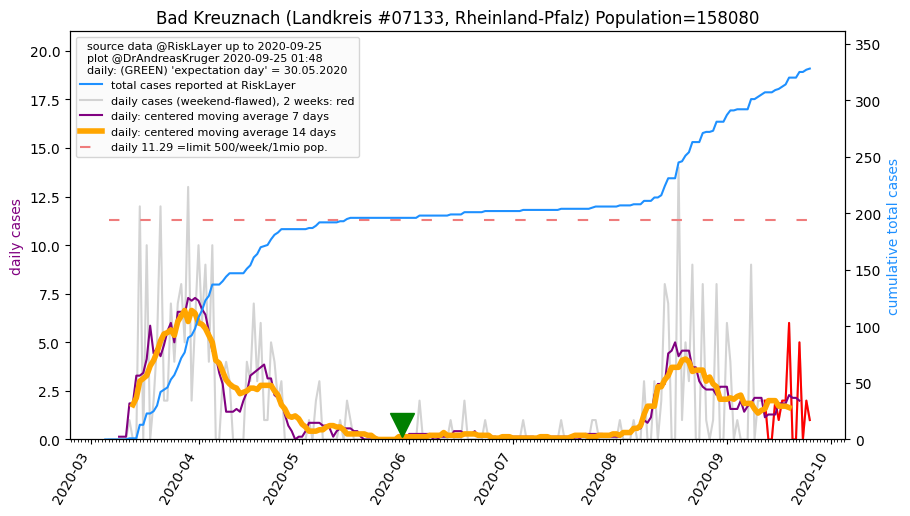 Bad Kreuznach (Landkreis #07133, Rheinland-Pfalz) Population=158080
source data @RiskLayer up to 2020-09-25
plot @DrAndreasKruger 2020-09-25 01:48
daily: (GREEN) 'expectation day' = 30.05.2020
total cases reported at RiskLayer
daily cases (weekend-flawed), 2 weeks: red
daily: centered moving average 7 days
daily: centered moving average 14 days
daily 11.29 =limit 500/week/1mio pop.
daily cases
20.0
17.5
15.0
12.5
10.0
7.5
5.0
2.5
0.0
cumulative total cases
350
300
250
200
150
100
50
0
2020-03
2020-04
2020-05
2020-06
2020-07
2020-08
2020-09
2020-10